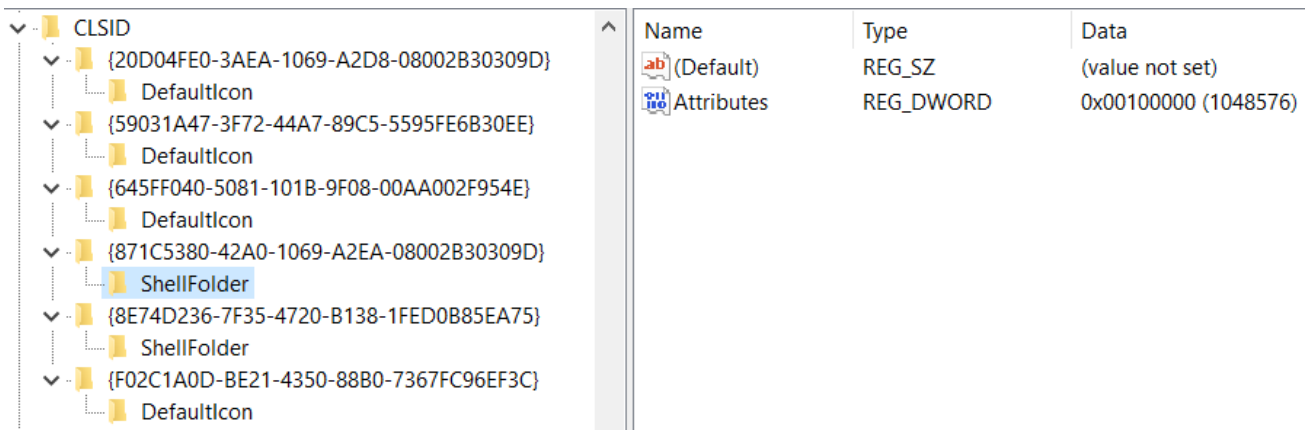 CLSID
{20D04FE0-3AEA-1069-A2D8-08002B30309D}
DefaultIcon
{59031A47-3F72-44A7-89C5-5595FE6B30EE}
DefaultIcon
{645FF040-5081-101B-9F08-00AA002F954E}
DefaultIcon
{871C5380-42A0-1069-A2EA-08002B30309D}
ShellFolder
{8E74D236-7F35-4720-B138-1FED0B85EA75}
ShellFolder
{F02C1A0D-BE21-4350-88B0-7367FC96EF3C}
DefaultIcon
Name Type Data
(Default) REG_SZ (value not set)
Attributes REG_DWORD 0x00100000 (1048576)